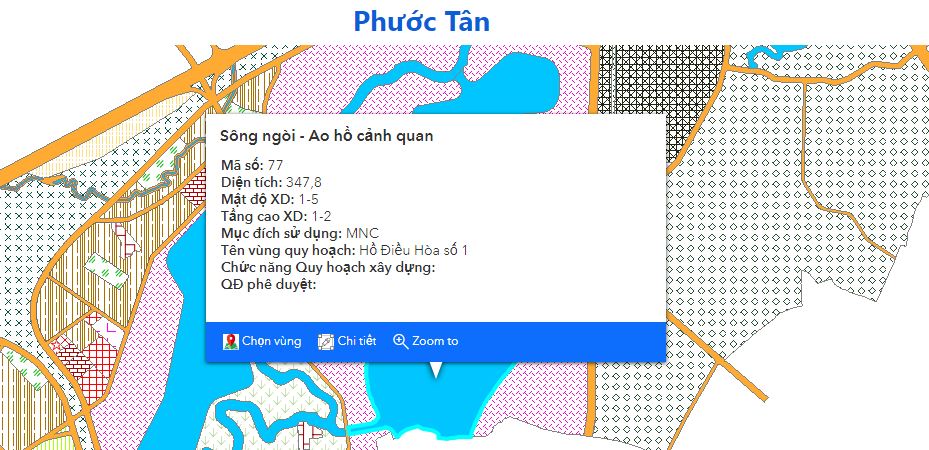 Phước Tân
Sông ngòi - Ao hồ cảnh quan
Mã số: 77
Diện tích: 347,8
Mật độ XD: 1-5
Tầng cao XD: 1-2
Mục đích sử dụng: MNC
Tên vùng quy hoạch: Hồ Điều Hòa số 1
Chức năng Quy hoạch xây dựng:
QĐ phê duyệt:
Chọn vùng Chi tiết Zoom to